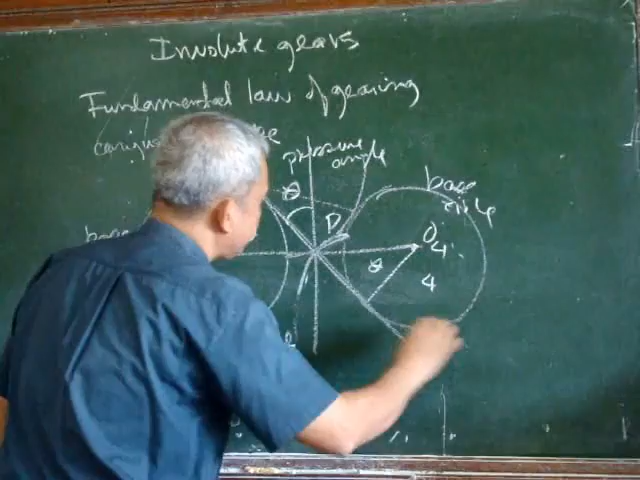 Involute gears
Fundamental law of gearing
pressure
angle
base
circle
θ
P
O4
θ
4